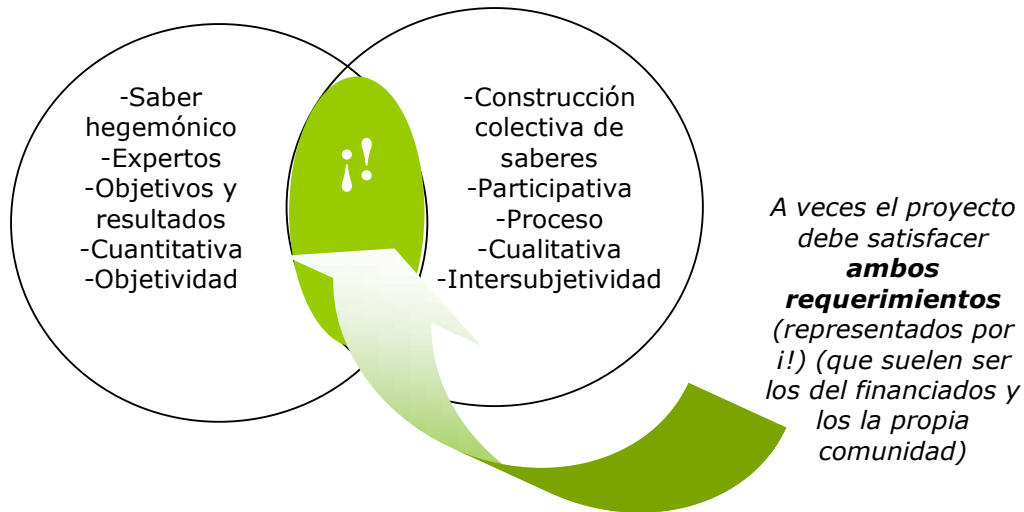 -Saber
hegemónico
-Expertos
-Objetivos y
resultados
-Cuantitativa
-Objetividad
¡!
-Construcción
colectiva de
saberes
-Participativa
-Proceso
-Cualitativa
-Intersubjetividad
A veces el proyecto
debe satisfacer
ambos
requerimientos
(representados por
¡!) (que suelen ser
los del financiados y
los la propia
comunidad)